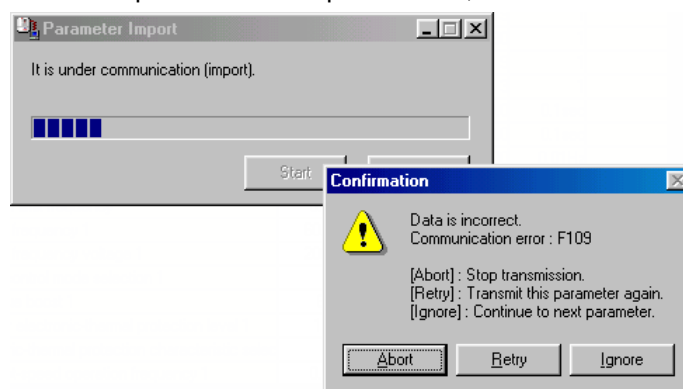 Parameter Import
It is under communication (import).
Start
Confirmation
Data is incorrect.
Communication error : F109
[Abort] : Stop transmission.
[Retry] : Transmit this parameter again.
[Ignore] : Continue to next parameter.
Abort Retry Ignore